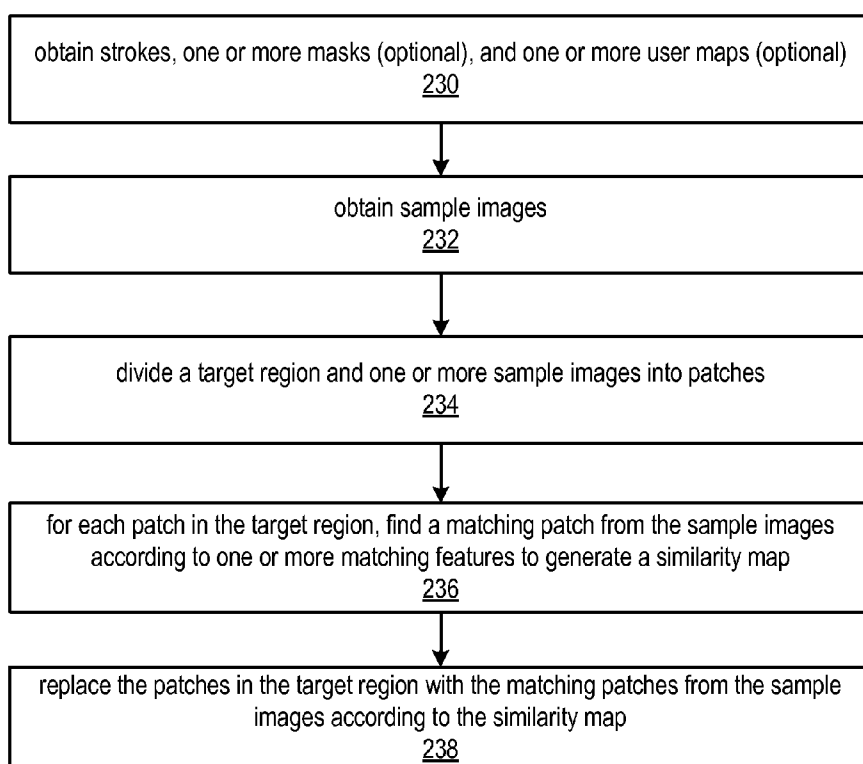 obtain strokes, one or more masks (optional), and one or more user maps (optional)
230
obtain sample images
232
divide a target region and one or more sample images into patches
234
for each patch in the target region, find a matching patch from the sample images
according to one or more matching features to generate a similarity map
236
replace the patches in the target region with the matching patches from the sample
images according to the similarity map
238